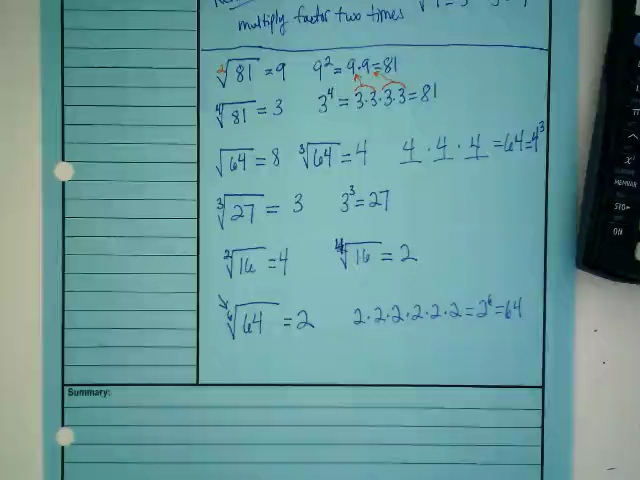 multiply factor two times
²√81 = 9 9² = 9·9 = 81
⁴√81 = 3 3⁴ = 3·3·3·3 = 81
√64 = 8 ³√64 = 4 4 · 4 · 4 = 64 = 4³
³√27 = 3 3³ = 27
²√16 = 4 ⁴√16 = 2
⁶√64 = 2 2·2·2·2·2·2 = 2⁶ = 64
Summary:
STO▸
ON